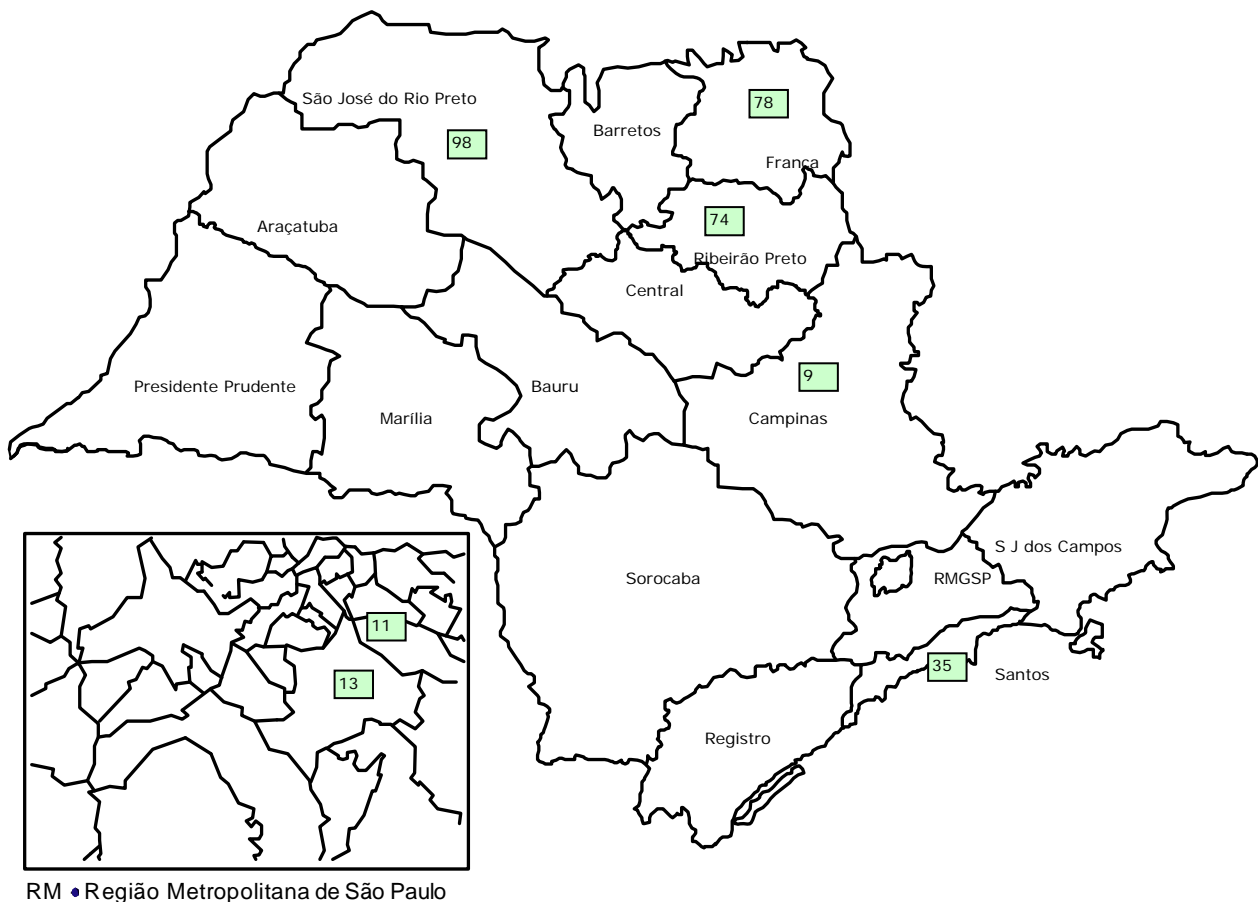 São José do Rio Preto
78
98
Barretos
França
74
Araçatuba
Ribeirão Preto
Central
9
Presidente Prudente
Bauru
Marília
Campinas
S J dos Campos
Sorocaba
RMGSP
11
35
Santos
13
Registro
RM • Região Metropolitana de São Paulo